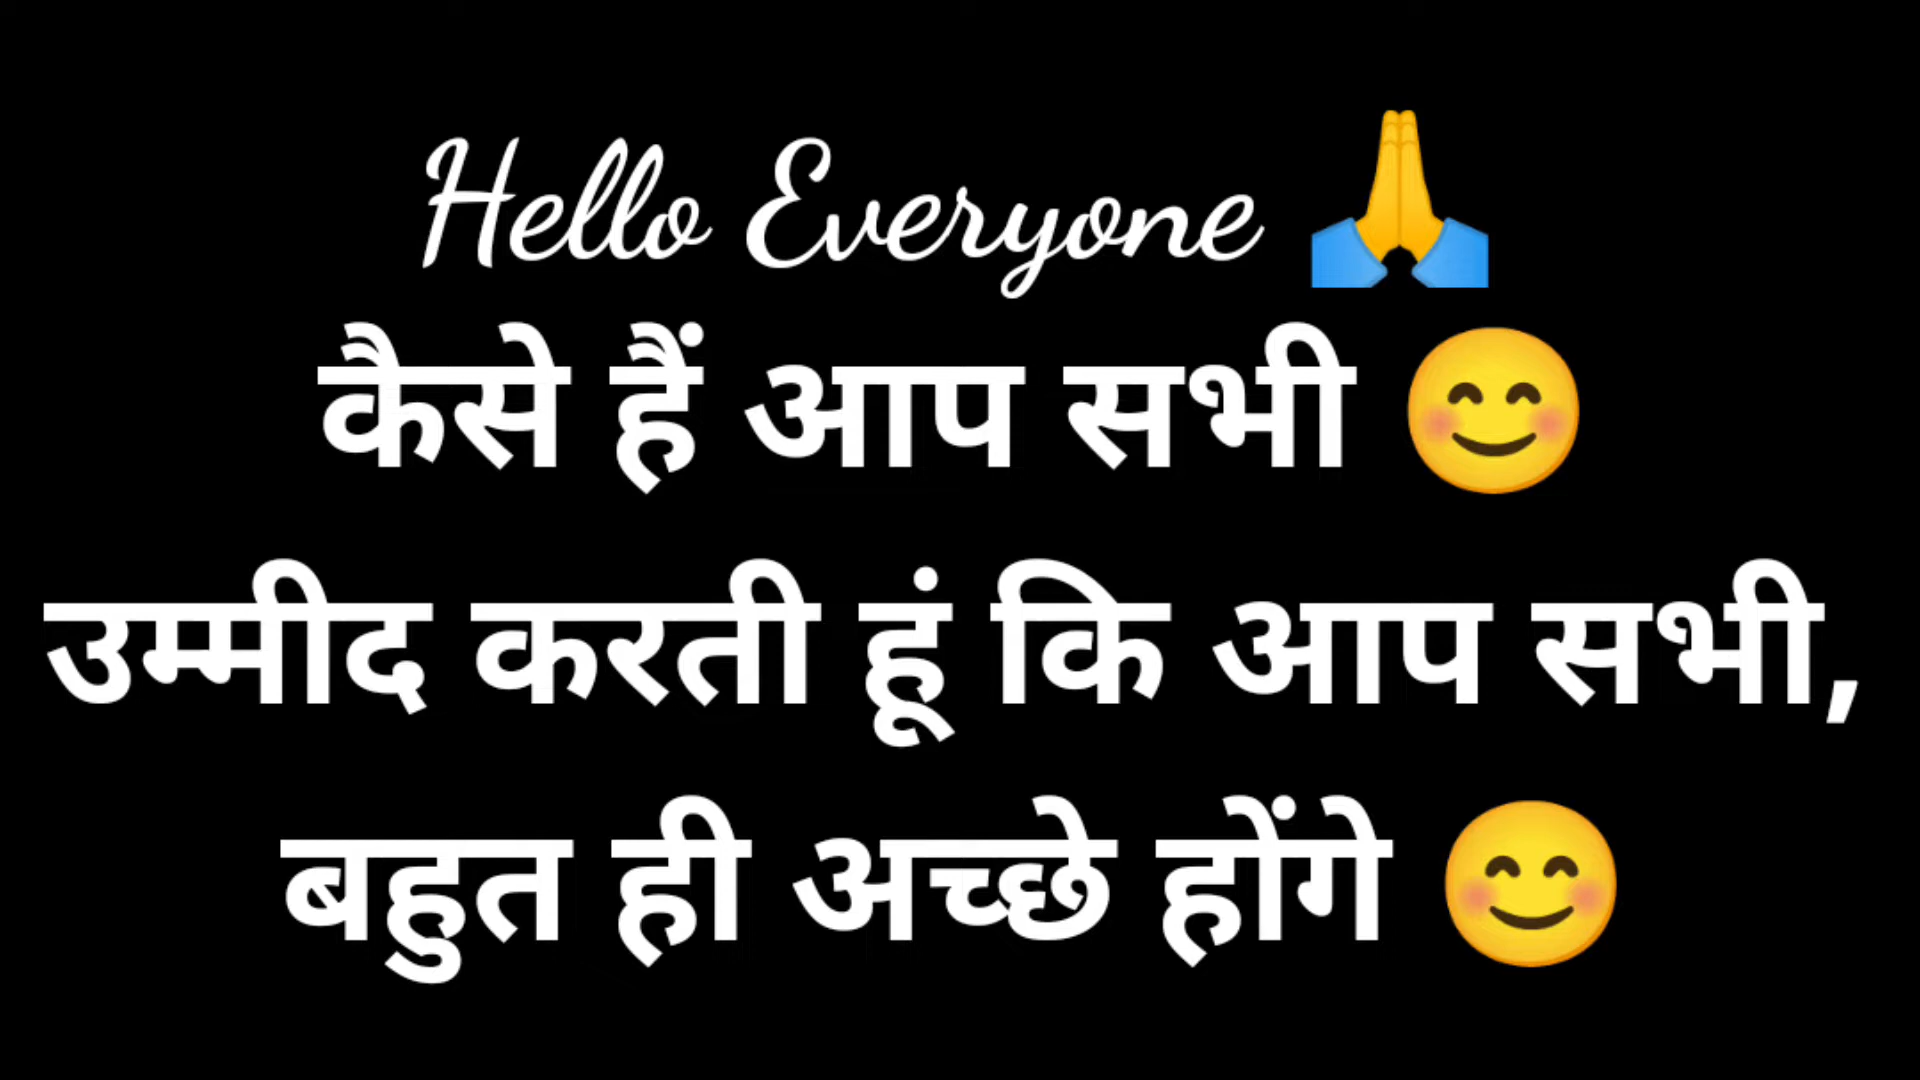 Hello Everyone 🙏
कैसे हैं आप सभी 😊
उम्मीद करती हूं कि आप सभी,
बहुत ही अच्छे होंगे 😊